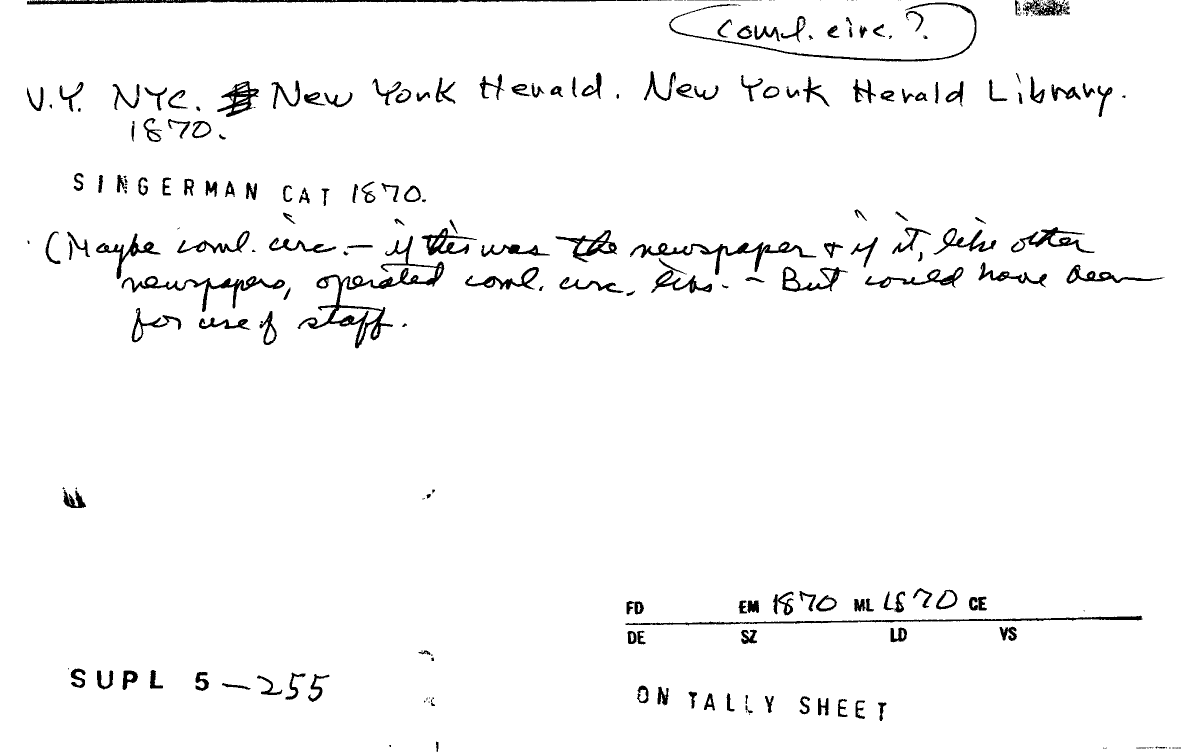 coml. circ.?
N.Y. NYC. New York Herald. New York Herald Library.
1870.
SINGERMAN CAT 1870.
(Maybe coml. circ. - if this was the newspaper & if it, like other
newspapers, operated coml. circ. libs. - But could have been
for use of staff.
FD EM 1870 ML 1870 CE
DE SZ LD VS
SUPL 5-255
ON TALLY SHEET